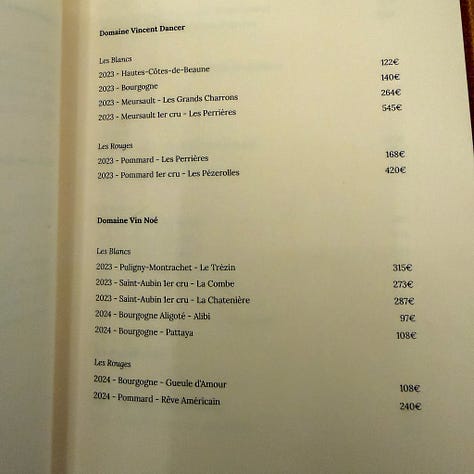 Domaine Vincent Dancer
Les Blancs
2023 - Hautes-Côtes-de-Beaune 122€
2023 - Bourgogne 140€
2023 - Meursault - Les Grands Charrons 264€
2023 - Meursault 1er cru - Les Perrières 545€
Les Rouges
2023 - Pommard - Les Perrières 168€
2023 - Pommard 1er cru - Les Pézerolles 420€
Domaine Vin Noé
Les Blancs
2023 - Puligny-Montrachet - Le Trézin 315€
2023 - Saint-Aubin 1er cru - La Combe 273€
2023 - Saint-Aubin 1er cru - La Chatenière 287€
2024 - Bourgogne Aligoté - Alibi 97€
2024 - Bourgogne - Pattaya 108€
Les Rouges
2024 - Bourgogne - Gueule d'Amour 108€
2024 - Pommard - Rêve Américain 240€